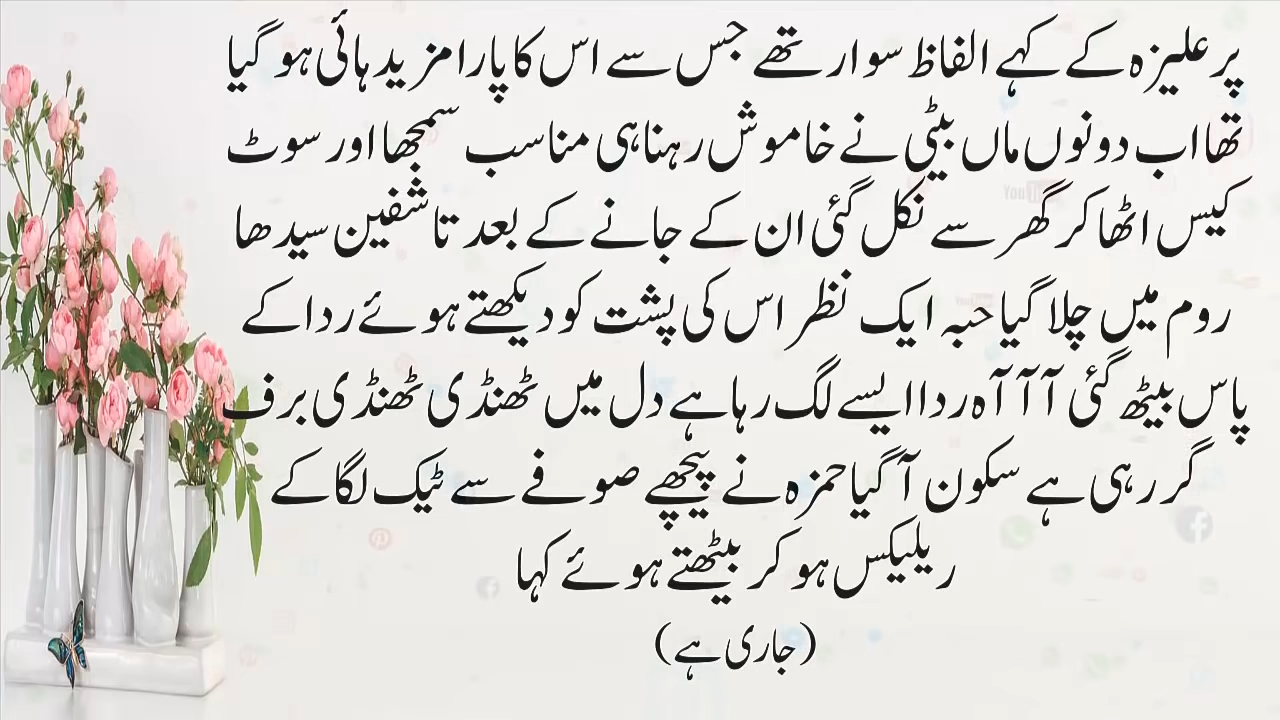 پر علیزہ کے کہے الفاظ سوار تھے جس سے اس کا پارا مزید ہائی ہو گیا
تھا اب دونوں ماں بیٹی نے خاموش رہنا ہی مناسب سمجھا اور سوٹ
کیس اٹھا کر گھر سے نکل گئی ان کے جانے کے بعد تاشفین سیدھا
روم میں چلا گیا حبہ ایک نظر اس کی پشت کو دیکھتے ہوئے ردا کے
پاس بیٹھ گئی آآآہ ردا ایسے لگ رہا ہے دل میں ٹھنڈی ٹھنڈی برف
گر رہی ہے سکون آ گیا حمزہ نے پیچھے صوفے سے ٹیک لگا کے
ریلیکس ہو کر بیٹھتے ہوئے کہا
(جاری ہے)